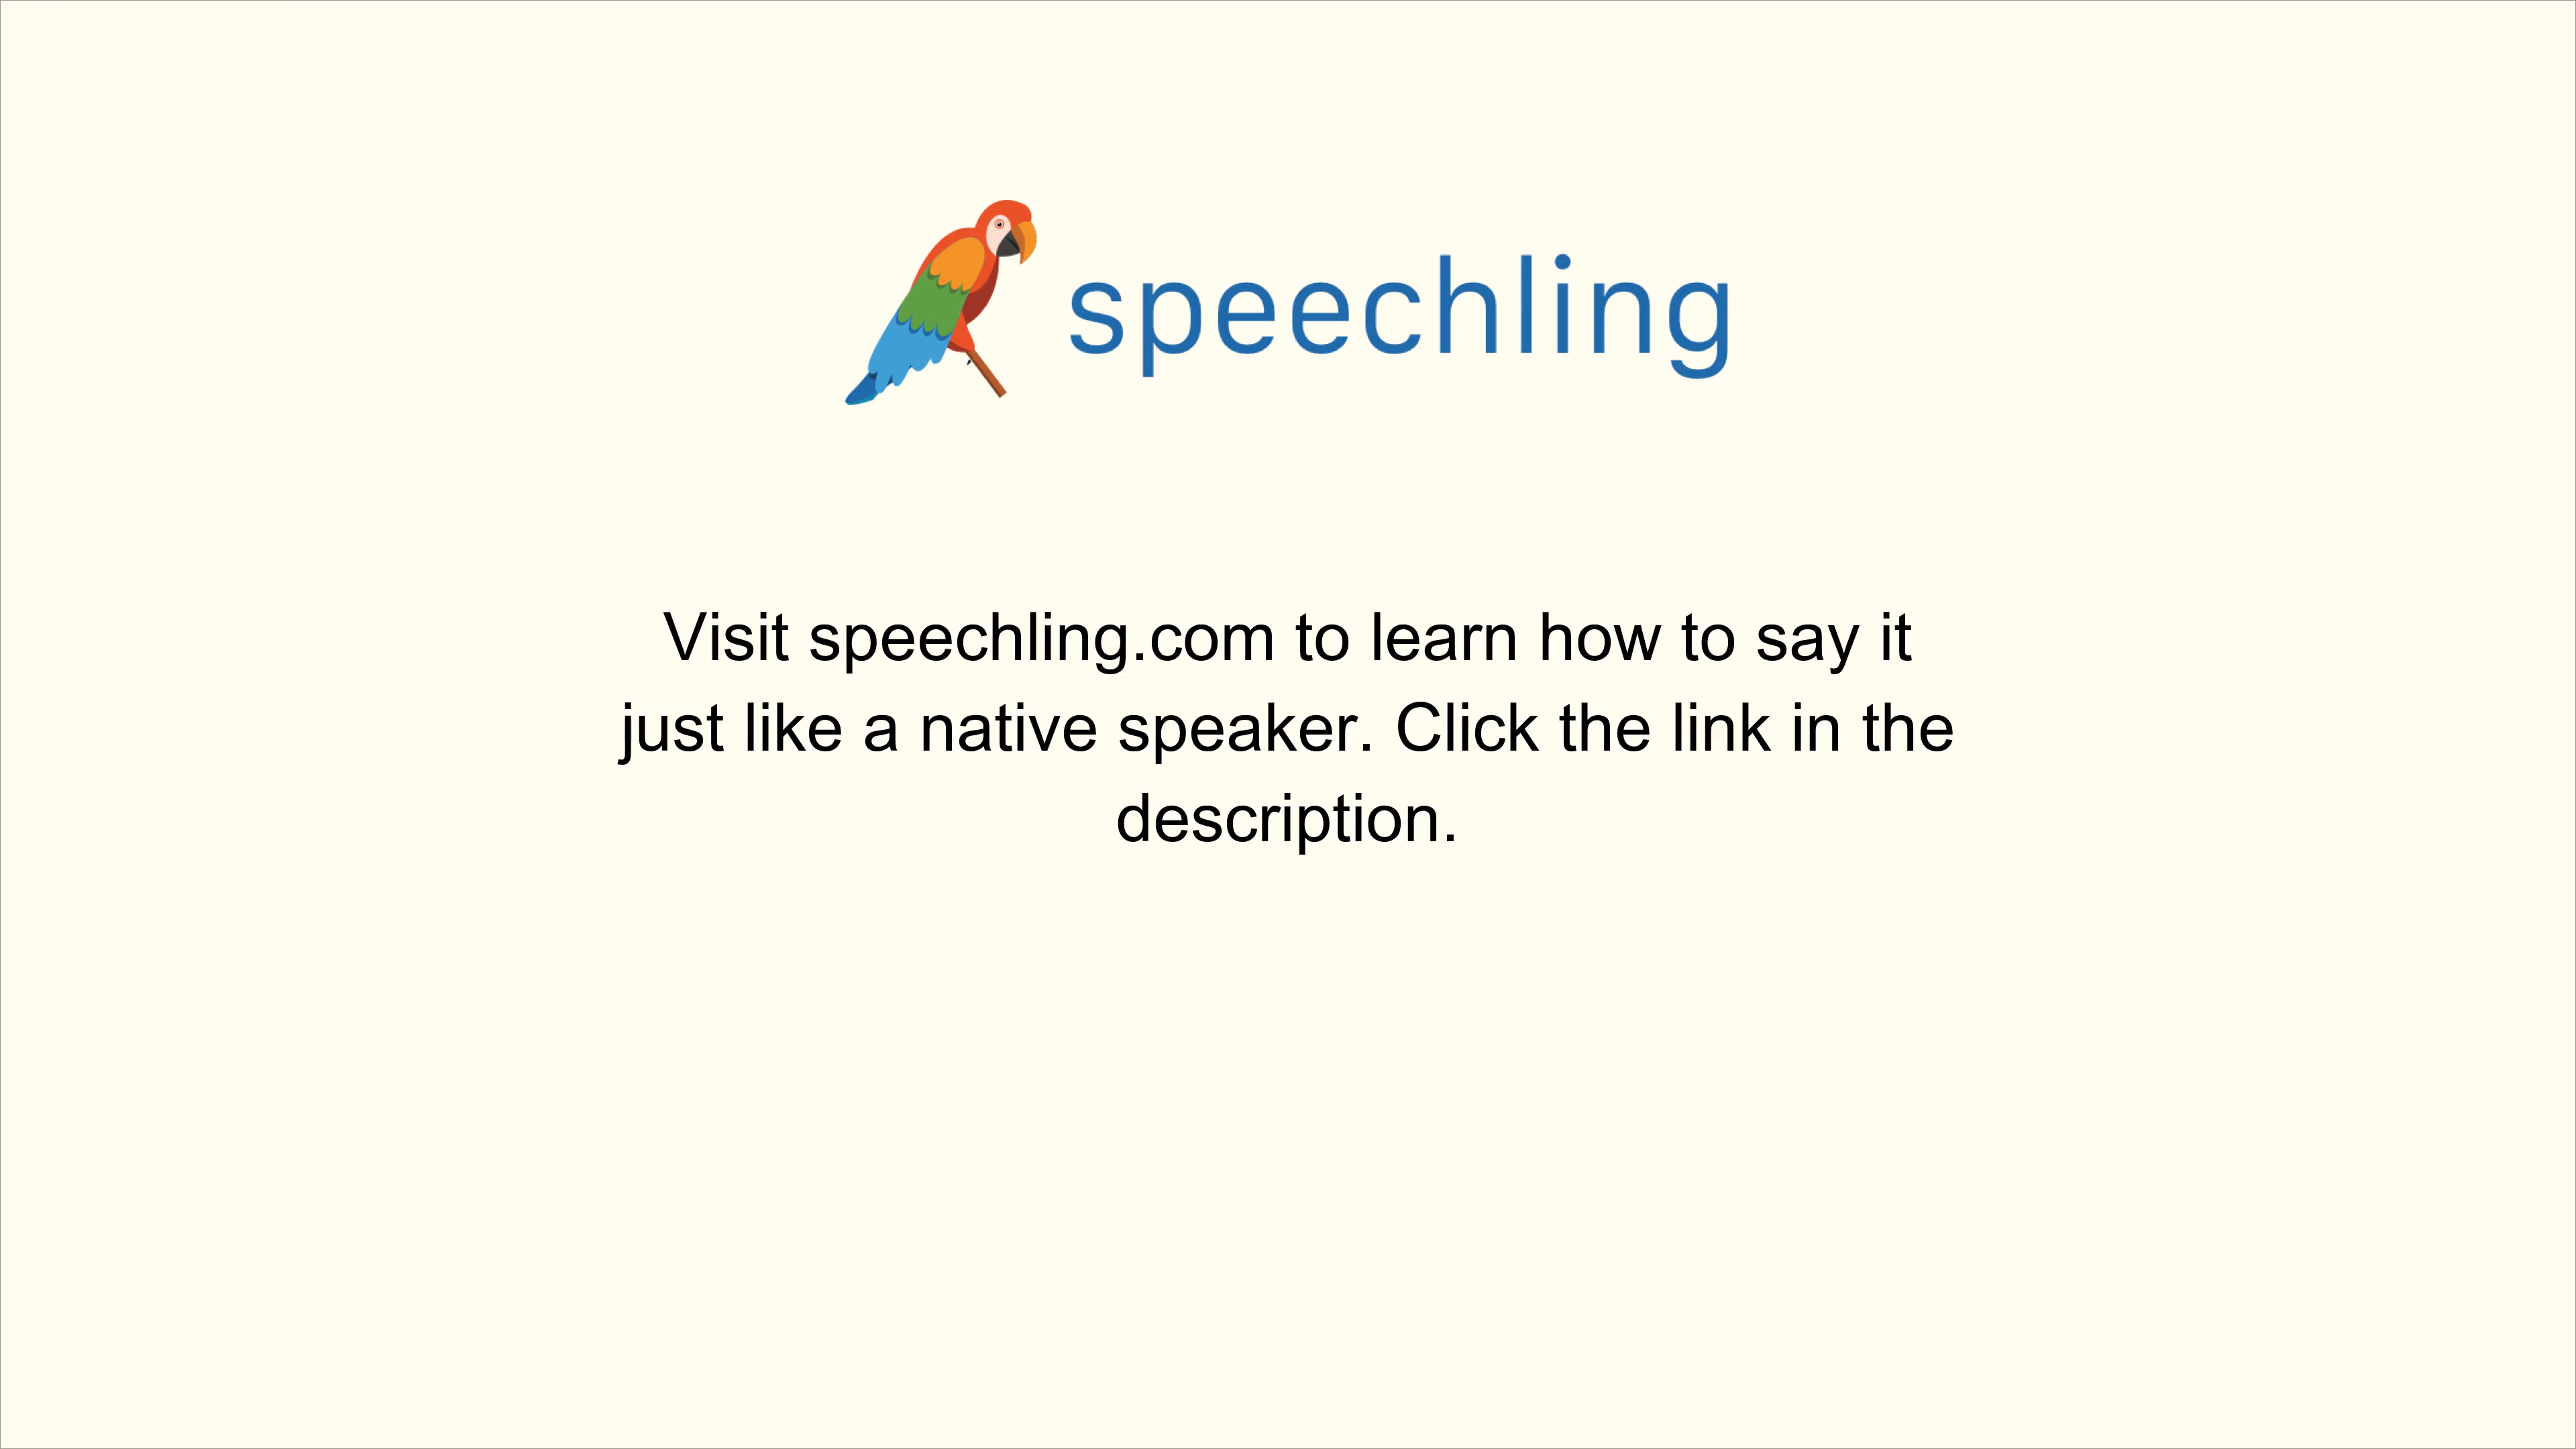 speechling
Visit speechling.com to learn how to say it
just like a native speaker. Click the link in the
description.